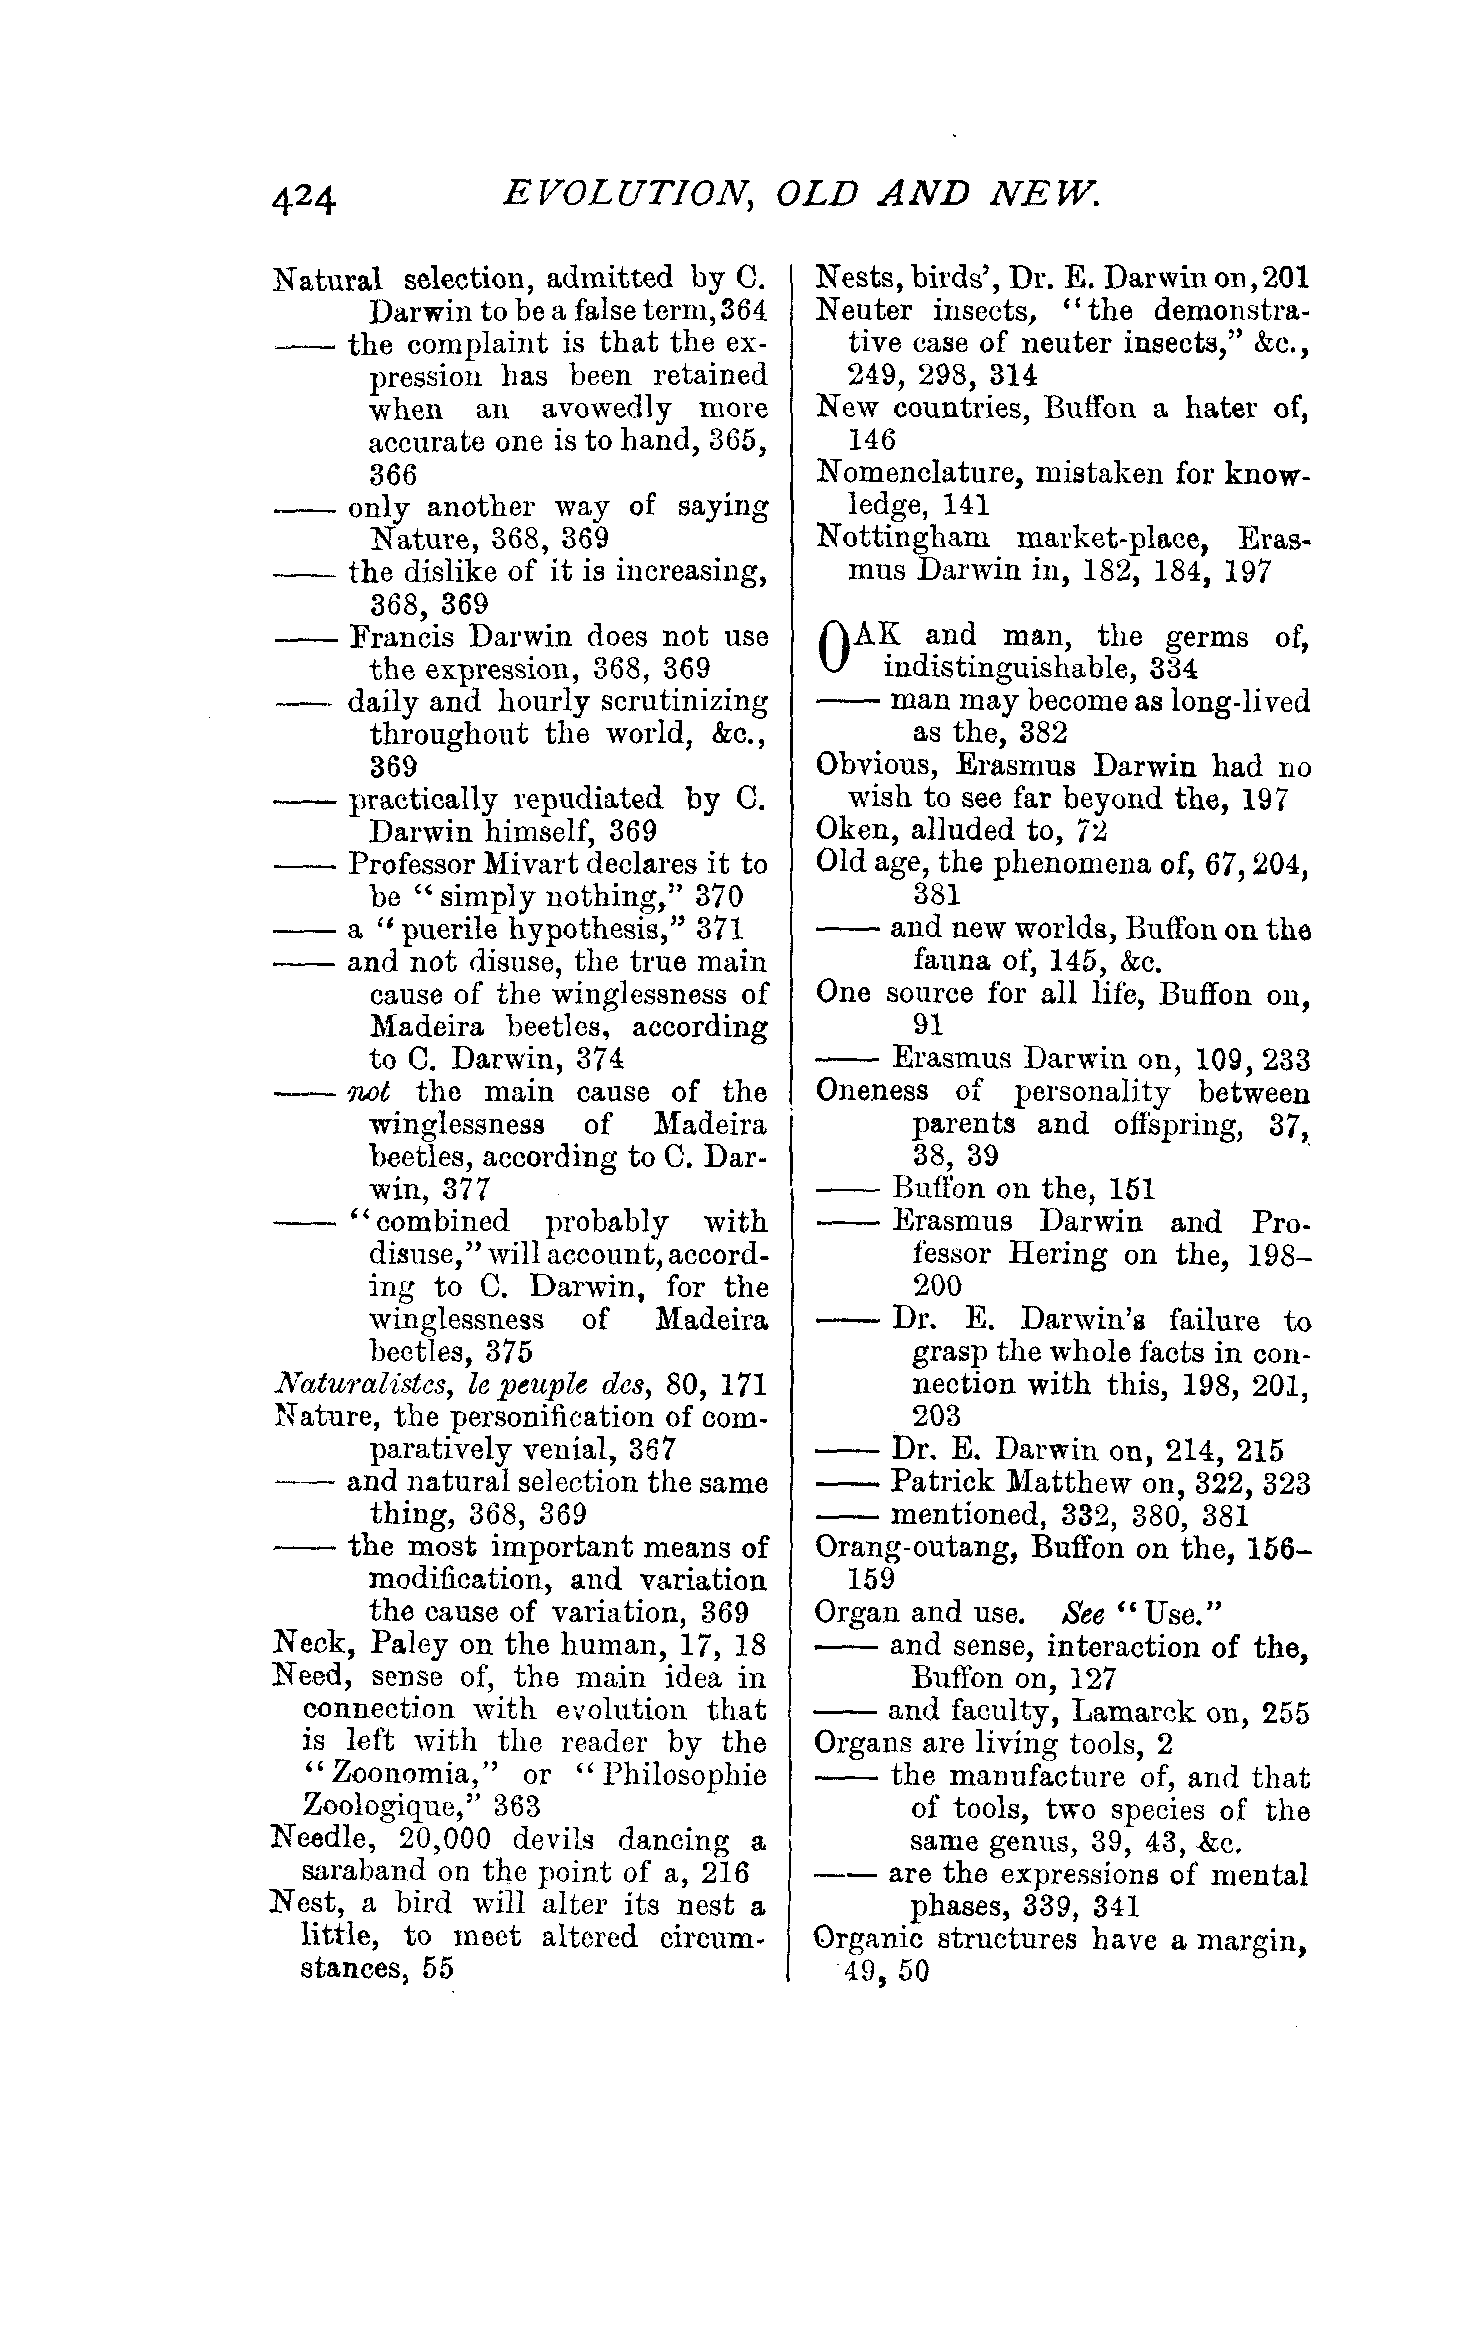 424 EVOLUTION, OLD AND NEW.
Natural selection, admitted by C.
Darwin to be a false term, 364
—— the complaint is that the ex-
pression has been retained
when an avowedly more
accurate one is to hand, 365,
366
—— only another way of saying
Nature, 368, 369
—— the dislike of it is increasing,
368, 369
—— Francis Darwin does not use
the expression, 368, 369
—— daily and hourly scrutinizing
throughout the world, &c.,
369
—— practically repudiated by C.
Darwin himself, 369
—— Professor Mivart declares it to
be "simply nothing," 370
—— a "puerile hypothesis," 371
—— and not disuse, the true main
cause of the winglessness of
Madeira beetles, according
to C. Darwin, 374
—— not the main cause of the
winglessness of Madeira
beetles, according to C. Dar-
win, 377
—— "combined probably with
disuse," will account, accord-
ing to C. Darwin, for the
winglessness of Madeira
beetles, 375
Naturalistes, le peuple des, 80, 171
Nature, the personification of com-
paratively venial, 367
—— and natural selection the same
thing, 368, 369
—— the most important means of
modification, and variation
the cause of variation, 369
Neck, Paley on the human, 17, 18
Need, sense of, the main idea in
connection with evolution that
is left with the reader by the
"Zoonomia," or "Philosophie
Zoologique," 363
Needle, 20,000 devils dancing a
saraband on the point of a, 216
Nest, a bird will alter its nest a
little, to meet altered circum-
stances, 55
Nests, birds', Dr. E. Darwin on, 201
Neuter insects, "the demonstra-
tive case of neuter insects," &c.,
249, 298, 314
New countries, Buffon a hater of,
146
Nomenclature, mistaken for know-
ledge, 141
Nottingham market-place, Eras-
mus Darwin in, 182, 184, 197
OAK and man, the germs of,
indistinguishable, 334
—— man may become as long-lived
as the, 382
Obvious, Erasmus Darwin had no
wish to see far beyond the, 197
Oken, alluded to, 72
Old age, the phenomena of, 67, 204,
381
—— and new worlds, Buffon on the
fauna of, 145, &c.
One source for all life, Buffon on,
91
—— Erasmus Darwin on, 109, 233
Oneness of personality between
parents and offspring, 37,
38, 39
—— Buffon on the, 151
—— Erasmus Darwin and Pro-
fessor Hering on the, 198–
200
—— Dr. E. Darwin's failure to
grasp the whole facts in con-
nection with this, 198, 201,
203
—— Dr. E. Darwin on, 214, 215
—— Patrick Matthew on, 322, 323
—— mentioned, 332, 380, 381
Orang-outang, Buffon on the, 156–
159
Organ and use. See "Use."
—— and sense, interaction of the,
Buffon on, 127
—— and faculty, Lamarck on, 255
Organs are living tools, 2
—— the manufacture of, and that
of tools, two species of the
same genus, 39, 43, &c.
—— are the expressions of mental
phases, 339, 341
Organic structures have a margin,
49, 50